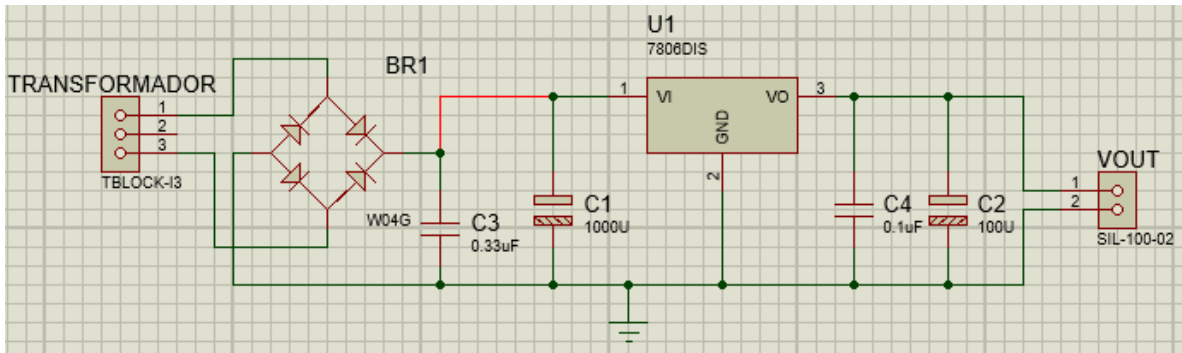 TRANSFORMADOR
1
2
3
TBLOCK-I3
BR1
W04G
C3
0.33uF
C1
1000U
U1
7806DIS
1
VI
VO
3
GND
2
C4
0.1uF
C2
100U
VOUT
1
2
SIL-100-02